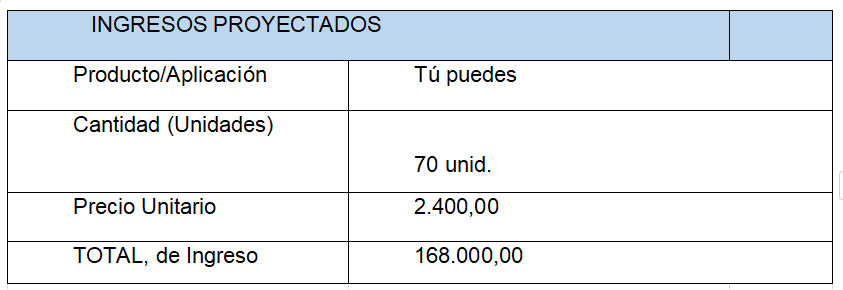 INGRESOS PROYECTADOS
Producto/Aplicación Tú puedes
Cantidad (Unidades)
70 unid.
Precio Unitario 2.400,00
TOTAL, de Ingreso 168.000,00